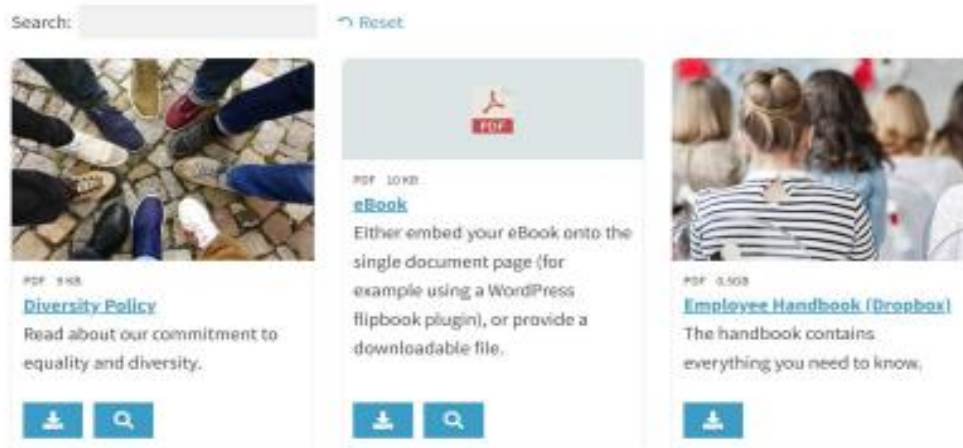 Search:
Reset
PDF 9 KB
Diversity Policy
Read about our commitment to
equality and diversity.
PDF
PDF 10 KB
eBook
Either embed your eBook onto the
single document page (for
example using a WordPress
flipbook plugin), or provide a
downloadable file.
PDF 0.5GB
Employee Handbook (Dropbox)
The handbook contains
everything you need to know.